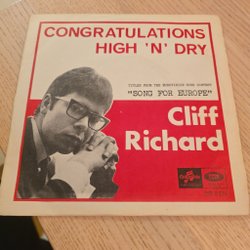 CONGRATULATIONS
HIGH 'N' DRY
TITLES FROM THE EUROVISION SONG CONTEST
"SONG FOR EUROPE"
Cliff
Richard